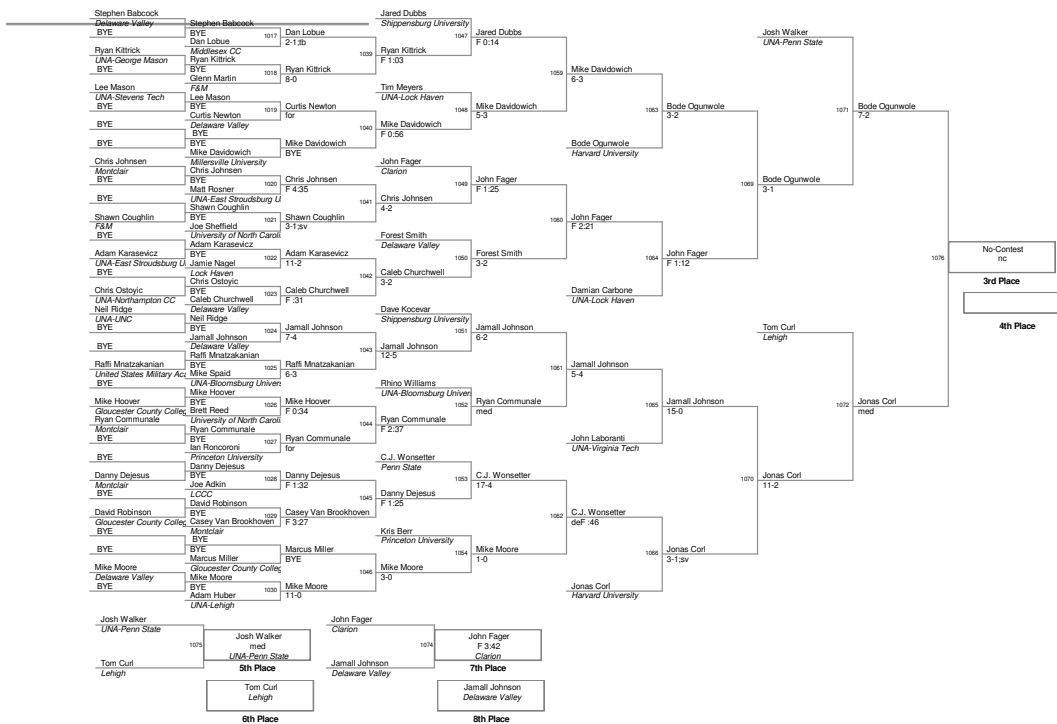 Stephen Babcock
Delaware Valley
BYE
Ryan Kittrick
UNA-George Mason
BYE
Lee Mason
UNA-Stevens Tech
BYE
BYE
BYE
Chris Johnsen
Montclair
BYE
BYE
Shawn Coughlin
F&M
BYE
Adam Karasevicz
UNA-East Stroudsburg U
BYE
Chris Ostoyic
UNA-Northampton CC
Neil Ridge
UNA-UNC
BYE
BYE
Raffi Mnatzakanian
United States Military Aca
BYE
Mike Hoover
Gloucester County Colleg
Ryan Communale
Montclair
BYE
BYE
Danny Dejesus
Montclair
BYE
David Robinson
Gloucester County Colleg
BYE
BYE
Mike Moore
Delaware Valley
BYE
Stephen Babcock
BYE
1017
Dan Lobue
Middlesex CC
Ryan Kittrick
BYE
1018
Glenn Martin
F&M
Lee Mason
BYE
1019
Curtis Newton
Delaware Valley
BYE
BYE
Mike Davidowich
Millersville University
Chris Johnsen
BYE
1020
Matt Rosner
UNA-East Stroudsburg U
Shawn Coughlin
BYE
1021
Joe Sheffield
University of North Caroli
Adam Karasevicz
BYE
1022
Jamie Nagel
Lock Haven
Chris Ostoyic
BYE
1023
Caleb Churchwell
Delaware Valley
Neil Ridge
BYE
1024
Jamall Johnson
Delaware Valley
Raffi Mnatzakanian
BYE
1025
Mike Spaid
UNA-Bloomsburg Univers
Mike Hoover
BYE
1026
Brett Reed
University of North Caroli
Ryan Communale
BYE
1027
Ian Roncoroni
Princeton University
Danny Dejesus
BYE
1028
Joe Adkin
LCCC
David Robinson
BYE
1029
Casey Van Brookhoven
Montclair
BYE
BYE
Marcus Miller
Gloucester County Colleg
Mike Moore
BYE
1030
Adam Huber
UNA-Lehigh
Dan Lobue
2-1;tb
1039
Ryan Kittrick
8-0
Curtis Newton
for
1040
Mike Davidowich
BYE
Chris Johnsen
F 4:35
1041
Shawn Coughlin
3-1;sv
Adam Karasevicz
11-2
1042
Caleb Churchwell
F :31
Jamall Johnson
7-4
1043
Raffi Mnatzakanian
6-3
Mike Hoover
F 0:34
1044
Ryan Communale
for
Danny Dejesus
F 1:32
1045
Casey Van Brookhoven
F 3:27
Marcus Miller
BYE
1046
Mike Moore
11-0
Jared Dubbs
Shippensburg University
1047
Ryan Kittrick
F 1:03
Tim Meyers
UNA-Lock Haven
1048
Mike Davidowich
F 0:56
John Fager
Clarion
1049
Chris Johnsen
4-2
Forest Smith
Delaware Valley
1050
Caleb Churchwell
3-2
Dave Kocevar
Shippensburg University
1051
Jamall Johnson
12-5
Rhino Williams
UNA-Bloomsburg Univer
1052
Ryan Communale
F 2:37
C.J. Wonsetter
Penn State
1053
Danny Dejesus
F 1:25
Kris Berr
Princeton University
1054
Mike Moore
3-0
Jared Dubbs
F 0:14
1059
Mike Davidowich
5-3
John Fager
F 1:25
1060
Forest Smith
3-2
Jamall Johnson
6-2
1061
Ryan Communale
med
C.J. Wonsetter
17-4
1062
Mike Moore
1-0
Mike Davidowich
6-3
1063
Bode Ogunwole
Harvard University
John Fager
F 2:21
1064
Damian Carbone
UNA-Lock Haven
Jamall Johnson
5-4
1065
John Laboranti
UNA-Virginia Tech
C.J. Wonsetter
deF :46
1066
Jonas Corl
Harvard University
Bode Ogunwole
3-2
1069
John Fager
F 1:12
Jamall Johnson
15-0
1070
Jonas Corl
3-1;sv
Josh Walker
UNA-Penn State
1071
Bode Ogunwole
3-1
Tom Curl
Lehigh
1072
Jonas Corl
11-2
Bode Ogunwole
7-2
1076
Jonas Corl
med
No-Contest
nc
3rd Place
4th Place
Josh Walker
UNA-Penn State
1075
Tom Curl
Lehigh
Josh Walker
med
UNA-Penn State
5th Place
Tom Curl
Lehigh
6th Place
John Fager
Clarion
1074
Jamall Johnson
Delaware Valley
John Fager
F 3:42
Clarion
7th Place
Jamall Johnson
Delaware Valley
8th Place